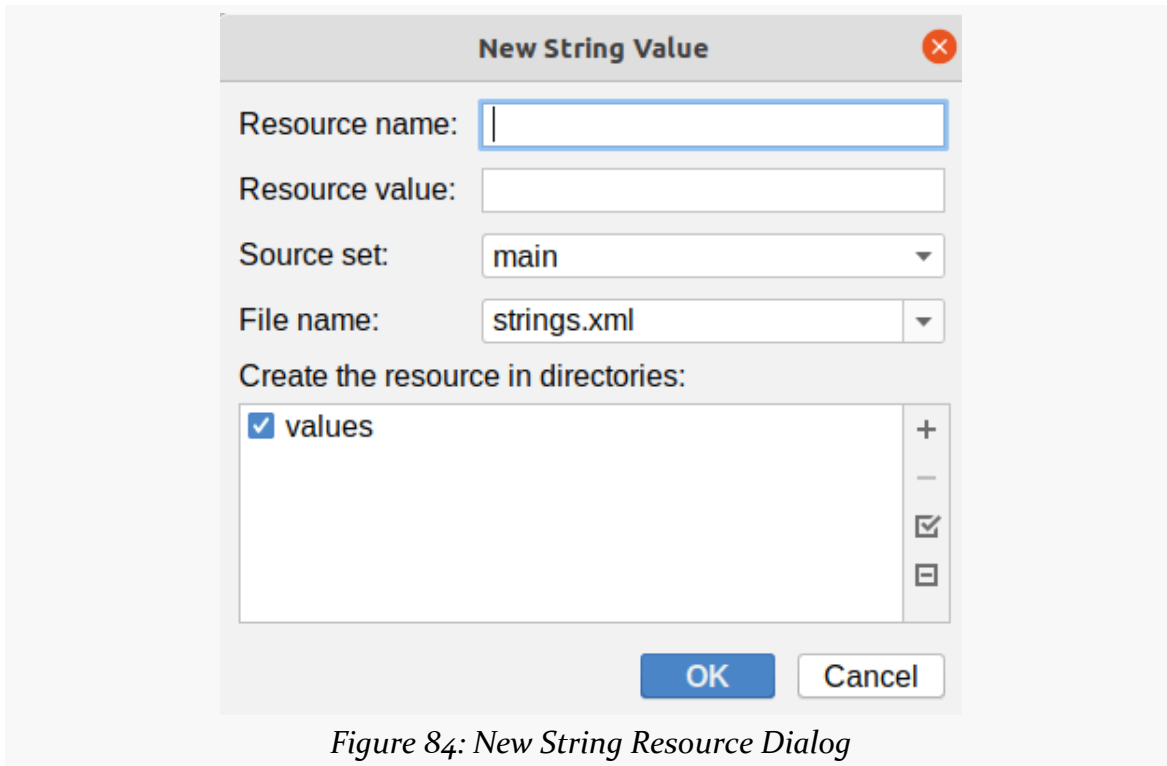 New String Value
Resource name:
Resource value:
Source set: main
File name: strings.xml
Create the resource in directories:
values
OK Cancel
Figure 84: New String Resource Dialog